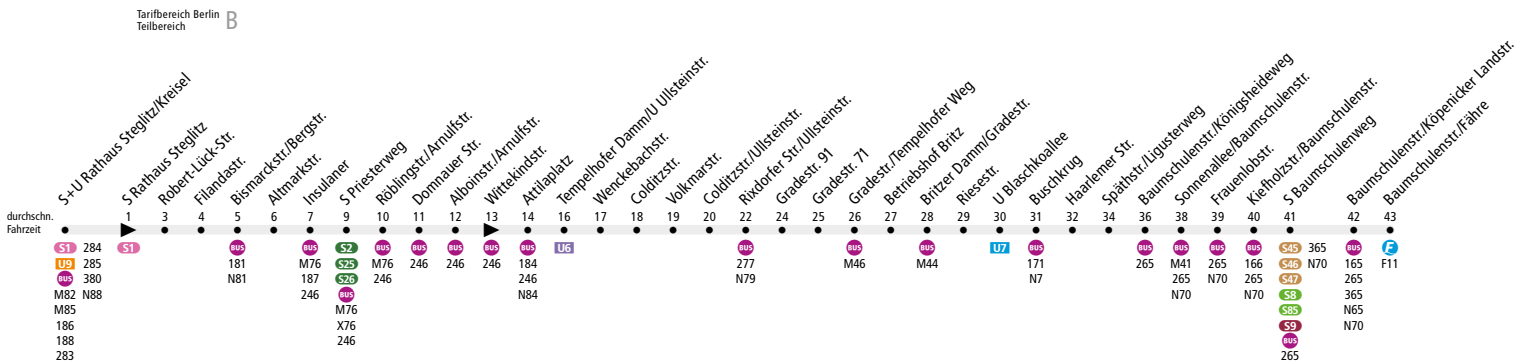 Tarifbereich Berlin
Teilbereich B
S+U Rathaus Steglitz/Kreisel
S Rathaus Steglitz
Robert-Lück-Str.
Filandastr.
Bismarckstr./Bergstr.
Altmarkstr.
Insulaner
S Priesterweg
Röblingstr./Arnulfstr.
Domnauer Str.
Alboinstr./Arnulfstr.
Wittekindstr.
Attilaplatz
Tempelhofer Damm/U Ullsteinstr.
Wenckebachstr.
Colditzstr.
Volkmarstr.
Colditzstr./Ullsteinstr.
Rixdorfer Str./Ullsteinstr.
Gradestr. 91
Gradestr. 71
Gradestr./Tempelhofer Weg
Betriebshof Britz
Britzer Damm/Gradestr.
Riesestr.
U Blaschkoallee
Buschkrug
Haarlemer Str.
Späthstr./Ligusterweg
Baumschulenstr./Königsheideweg
Sonnenallee/Baumschulenstr.
Frauenlobstr.
Kiefholzstr./Baumschulenstr.
S Baumschulenweg
Baumschulenstr./Köpenicker Landstr.
Baumschulenstr./Fähre
durchschn. 1 3 4 5 6 7 9 10 11 12 13 14 16 17 18 19 20 22 24 25 26 27 28 29 30 31 32 34 36 38 39 40 41 42 43
Fahrzeit
S1 284 S1 BUS BUS S2 BUS BUS BUS BUS BUS U6 BUS BUS BUS U7 BUS BUS BUS BUS BUS S45 365 BUS F
U9 285 181 M76 S25 M76 246 246 246 184 277 M46 M44 171 265 M41 265 166 S46 N70 165 F11
BUS 380 N81 187 S26 246 246 N79 N7 265 N70 265 S47 265
M82 N88 246 BUS N84 N70 N70 S8 365
M85 M76 S85 N65
186 X76 S9 N70
188 246 BUS
283 265